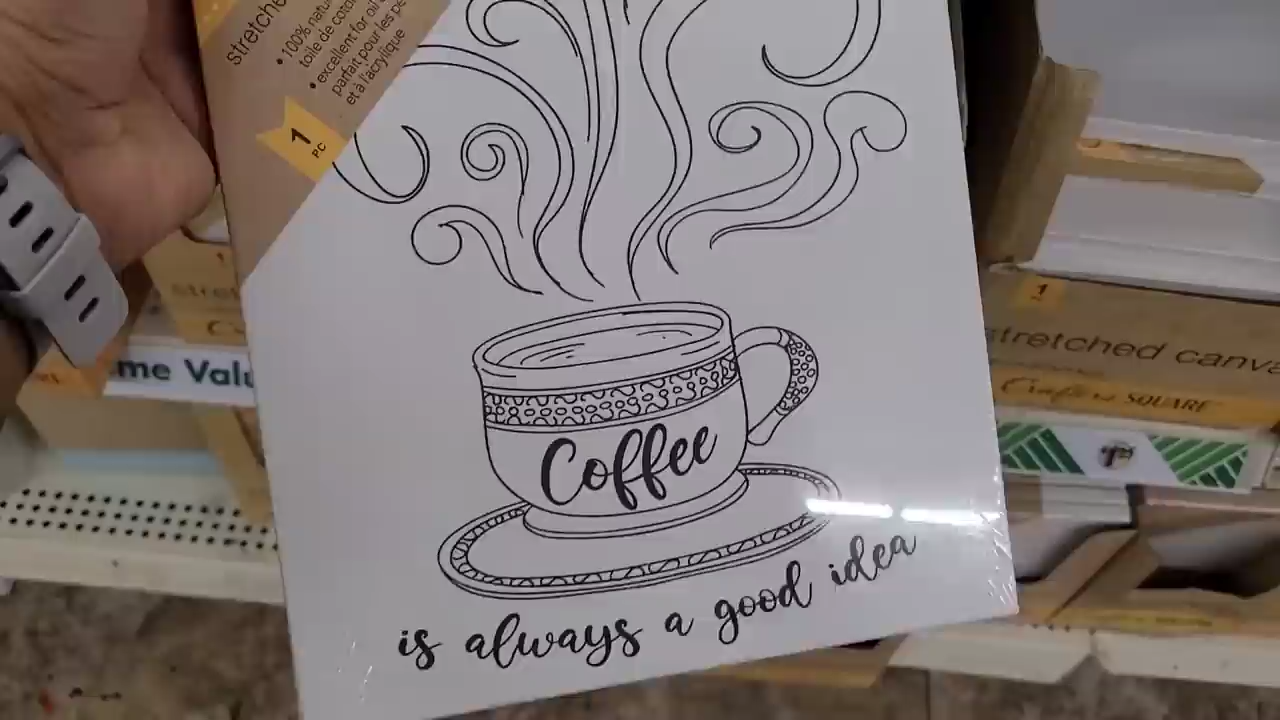 stretche
• 100% natu
toile de coto
• excellent for oil
parfait pour les pe
et à l'acrylique
1
PC
Coffee
is always a good idea
me Valu
1
stretched canva
Crafter's SQUARE